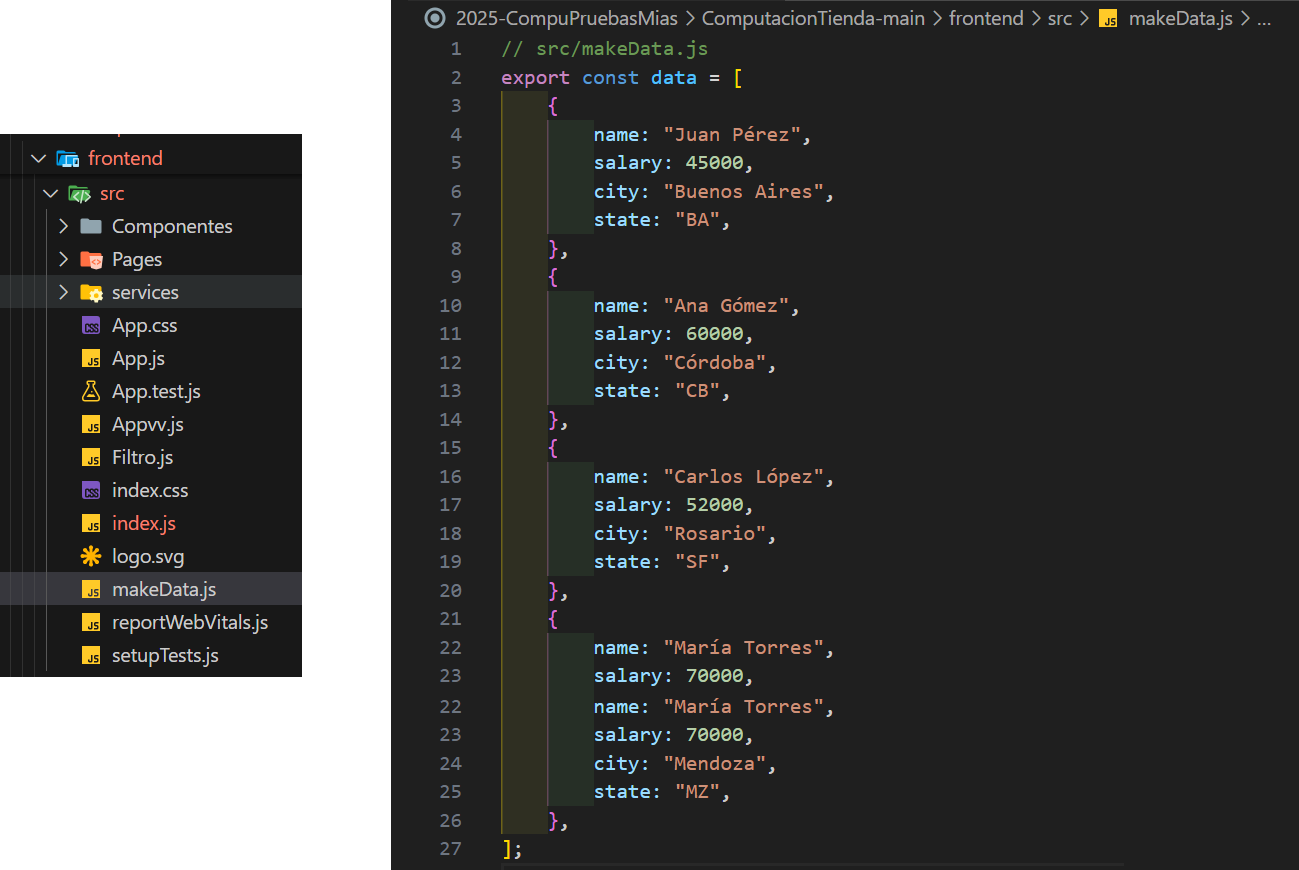 frontend
src
Componentes
Pages
services
App.css
App.js
App.test.js
Appvv.js
Filtro.js
index.css
index.js
logo.svg
makeData.js
reportWebVitals.js
setupTests.js
2025-CompuPruebasMias > ComputacionTienda-main > frontend > src > JS makeData.js > ...
1 // src/makeData.js
2 export const data = [
3 {
4 name: "Juan Pérez",
5 salary: 45000,
6 city: "Buenos Aires",
7 state: "BA",
8 },
9 {
10 name: "Ana Gómez",
11 salary: 60000,
12 city: "Córdoba",
13 state: "CB",
14 },
15 {
16 name: "Carlos López",
17 salary: 52000,
18 city: "Rosario",
19 state: "SF",
20 },
21 {
22 name: "María Torres",
23 salary: 70000,
22 name: "María Torres",
23 salary: 70000,
24 city: "Mendoza",
25 state: "MZ",
26 },
27 ];